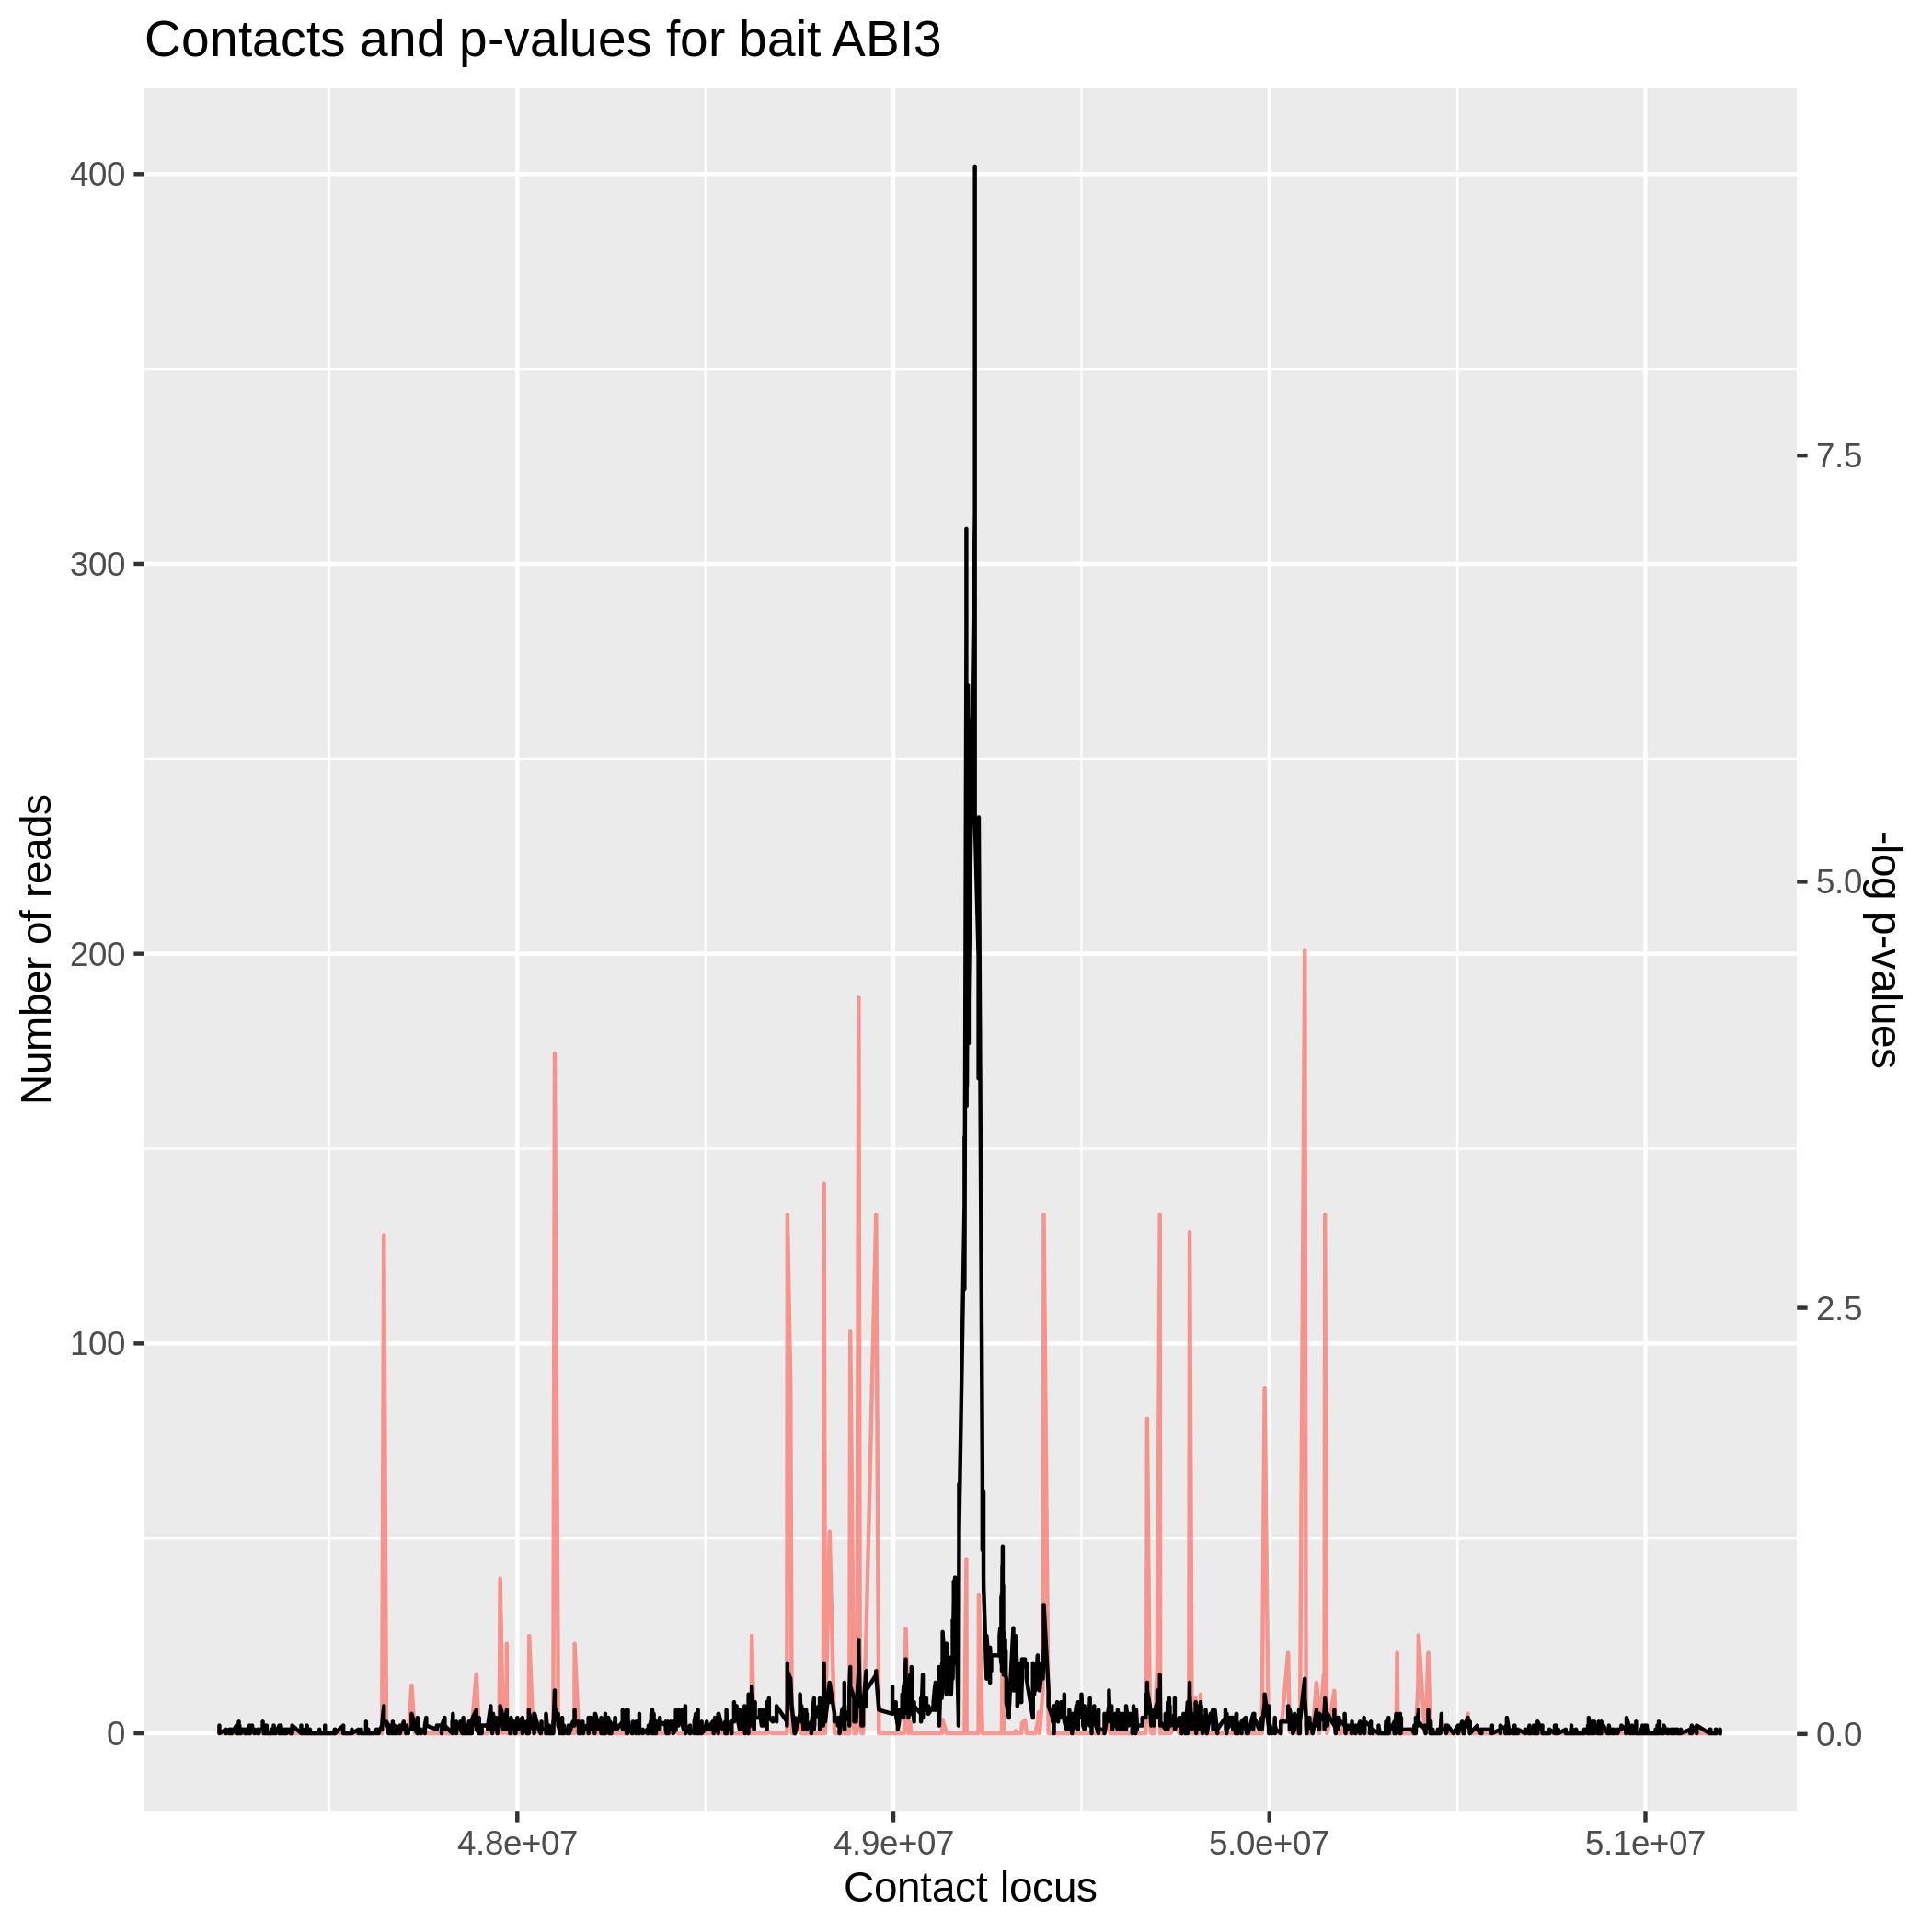 Contacts and p-values for bait ABI3
Number of reads
400
300
200
100
0
7.5
5.0
2.5
0.0
-log p-values
4.8e+07
4.9e+07
5.0e+07
5.1e+07
Contact locus